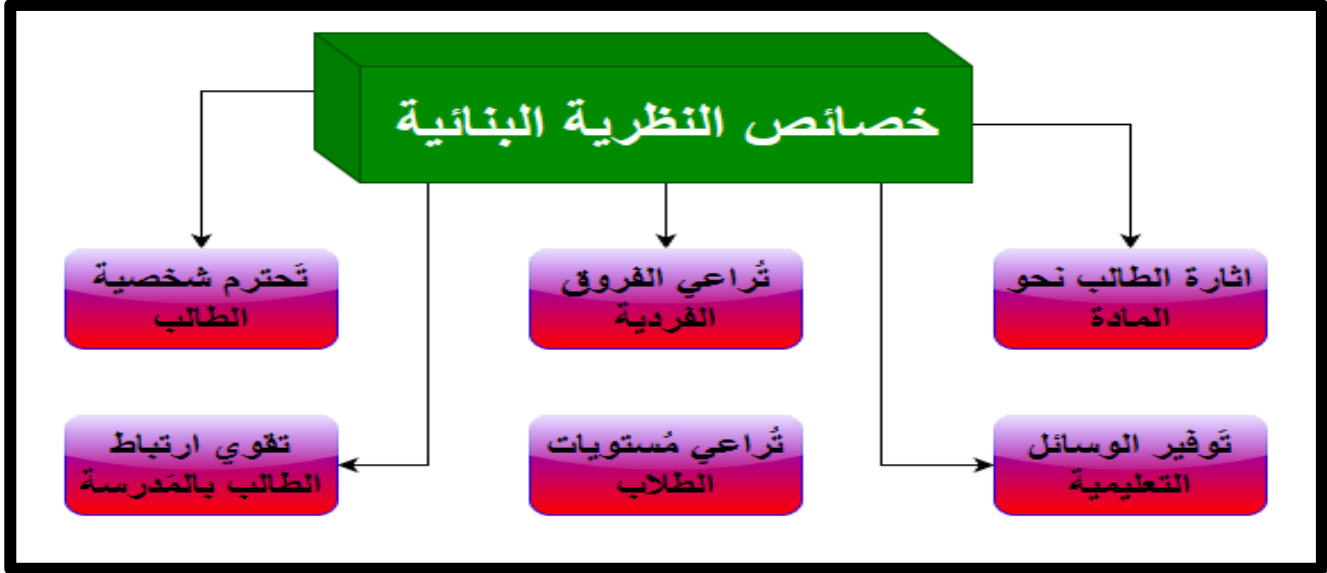 خصائص النظرية البنائية
اثارة الطالب نحو
المادة
تُراعي الفروق
الفردية
تَحترم شخصية
الطالب
تَوفير الوسائل
التعليمية
تُراعي مُستويات
الطلاب
تقوي ارتباط
الطالب بالمَدرسة